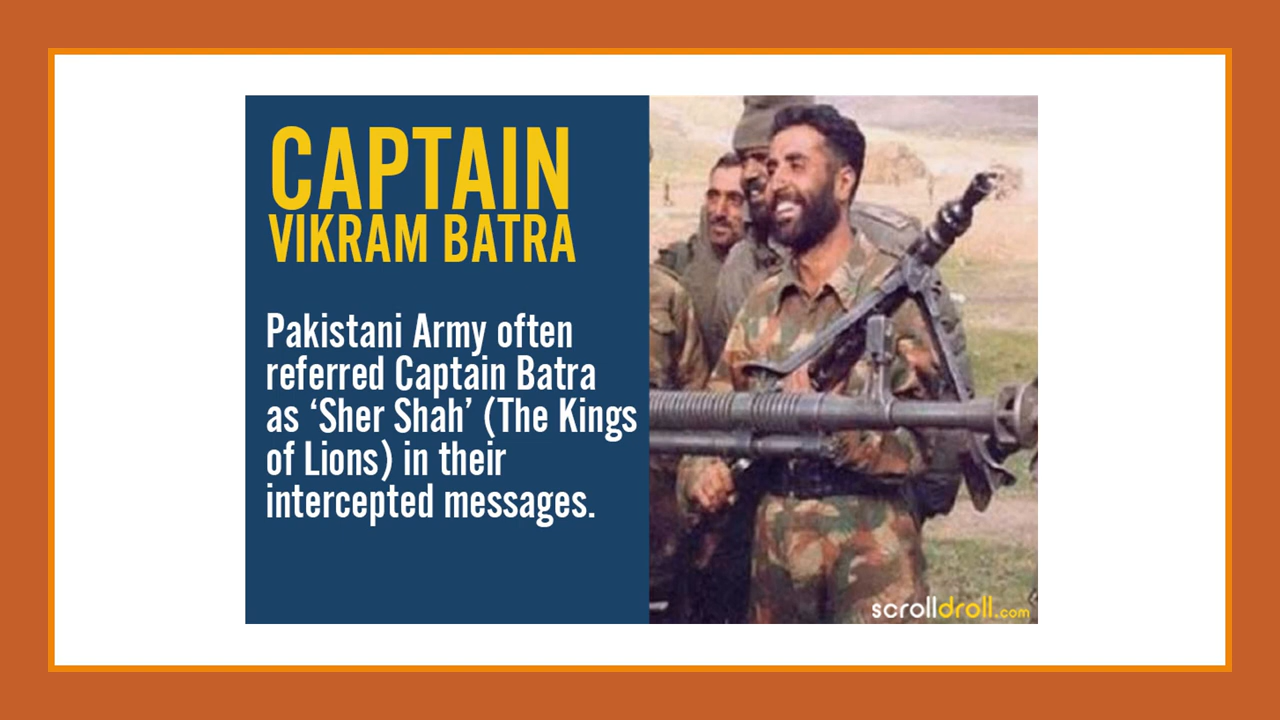 CAPTAIN
VIKRAM BATRA
Pakistani Army often
referred Captain Batra
as ‘Sher Shah’ (The Kings
of Lions) in their
intercepted messages.
scrolldroll.com